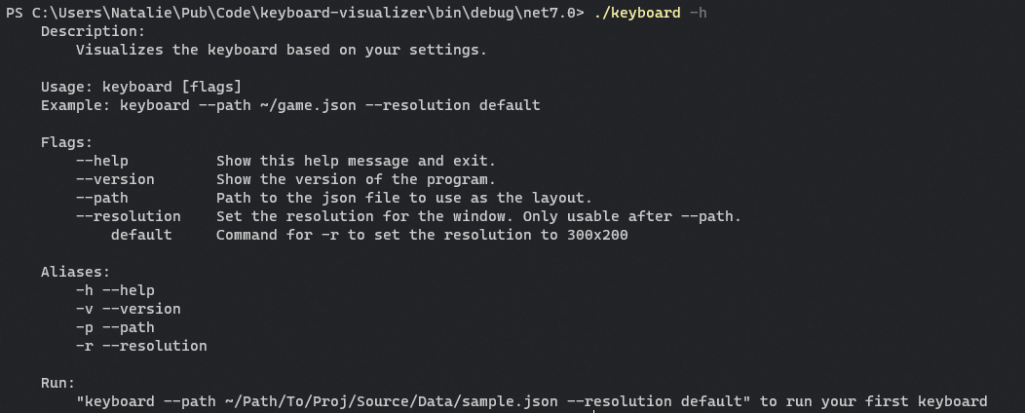 PS C:\Users\Natalie\Pub\Code\keyboard-visualizer\bin\debug\net7.0> ./keyboard -h
Description:
Visualizes the keyboard based on your settings.
Usage: keyboard [flags]
Example: keyboard --path ~/game.json --resolution default
Flags:
--help Show this help message and exit.
--version Show the version of the program.
--path Path to the json file to use as the layout.
--resolution Set the resolution for the window. Only usable after --path.
default Command for -r to set the resolution to 300x200
Aliases:
-h --help
-v --version
-p --path
-r --resolution
Run:
"keyboard --path ~/Path/To/Proj/Source/Data/sample.json --resolution default" to run your first keyboard